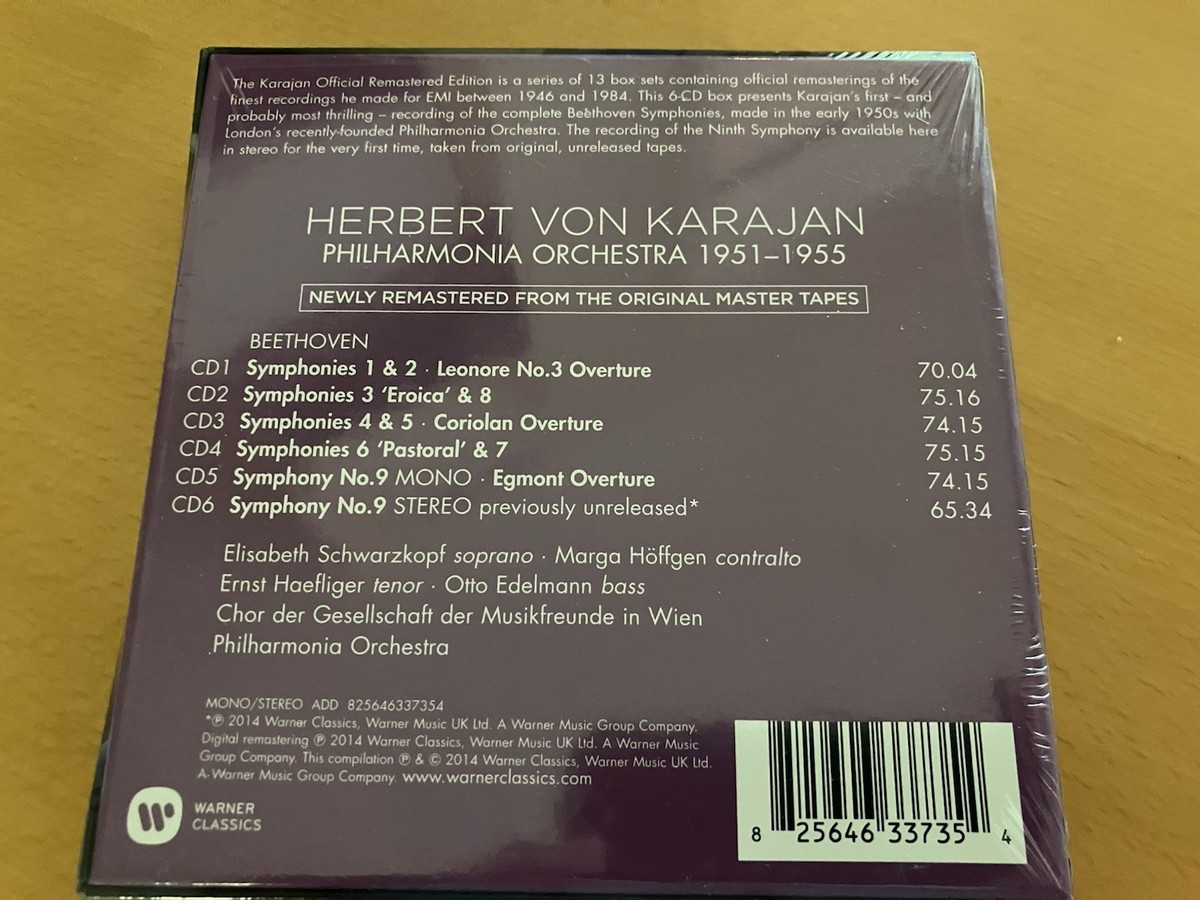 The Karajan Official Remastered Edition is a series of 13 box sets containing official remasterings of the
finest recordings he made for EMI between 1946 and 1984. This 6-CD box presents Karajan's first – and
probably most thrilling – recording of the complete Beethoven Symphonies, made in the early 1950s with
London's recently-founded Philharmonia Orchestra. The recording of the Ninth Symphony is available here
in stereo for the very first time, taken from original, unreleased tapes.
HERBERT VON KARAJAN
PHILHARMONIA ORCHESTRA 1951–1955
NEWLY REMASTERED FROM THE ORIGINAL MASTER TAPES
BEETHOVEN
CD1 Symphonies 1 & 2 · Leonore No.3 Overture 70.04
CD2 Symphonies 3 'Eroica' & 8 75.16
CD3 Symphonies 4 & 5 · Coriolan Overture 74.15
CD4 Symphonies 6 'Pastoral' & 7 75.15
CD5 Symphony No.9 MONO · Egmont Overture 74.15
CD6 Symphony No.9 STEREO previously unreleased* 65.34
Elisabeth Schwarzkopf soprano · Marga Höffgen contralto
Ernst Haefliger tenor · Otto Edelmann bass
Chor der Gesellschaft der Musikfreunde in Wien
Philharmonia Orchestra
MONO/STEREO ADD 825646337354
*℗ 2014 Warner Classics, Warner Music UK Ltd. A Warner Music Group Company.
Digital remastering ℗ 2014 Warner Classics, Warner Music UK Ltd. A Warner Music
Group Company. This compilation ℗ & © 2014 Warner Classics, Warner Music UK Ltd.
A Warner Music Group Company. www.warnerclassics.com
WARNER
CLASSICS
8 25646 33735 4